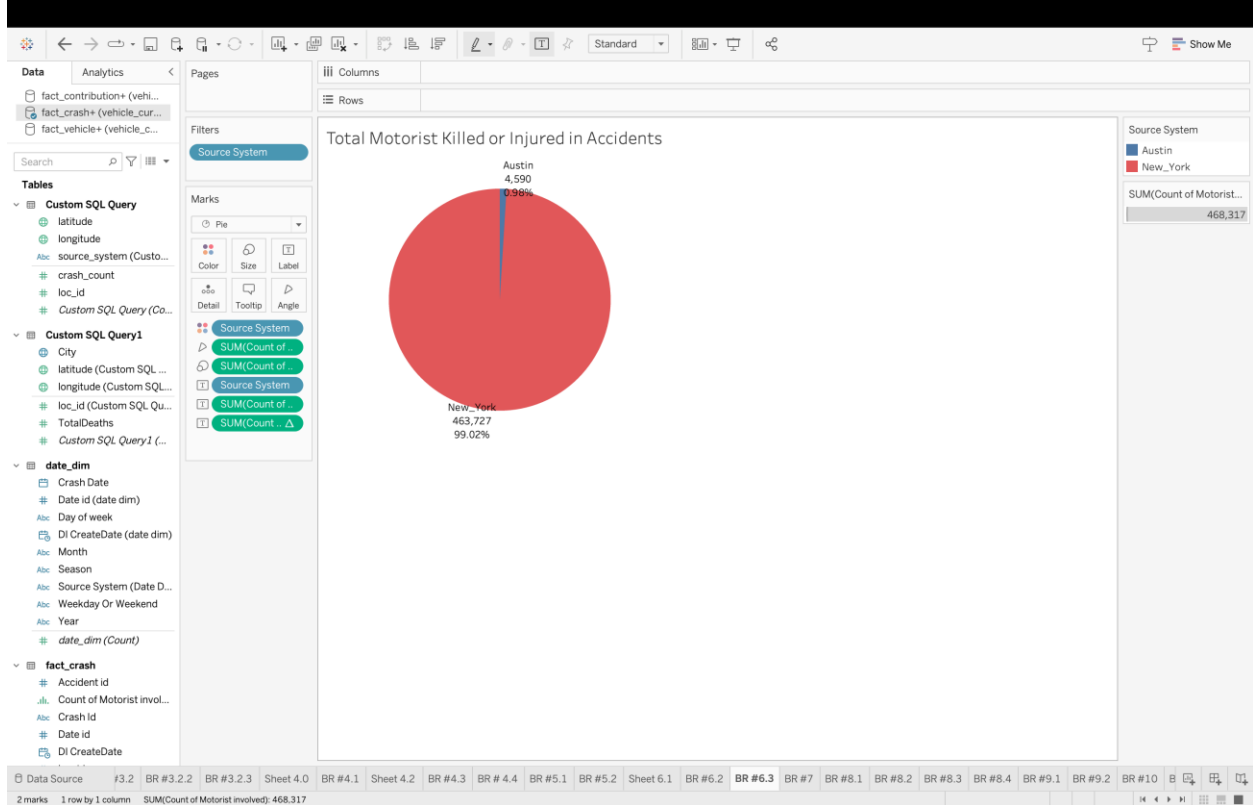 Standard
Show Me
Data
Analytics
fact_contribution+ (vehi...
fact_crash+ (vehicle_cur...
fact_vehicle+ (vehicle_c...
Search
Tables
Custom SQL Query
latitude
longitude
Abc source_system (Custo...
crash_count
loc_id
Custom SQL Query (Co...
Custom SQL Query1
City
latitude (Custom SQL ...
longitude (Custom SQL...
loc_id (Custom SQL Qu...
TotalDeaths
Custom SQL Query1 (...
date_dim
Crash Date
Date id (date dim)
Abc Day of week
DI CreateDate (date dim)
Abc Month
Abc Season
Abc Source System (Date D...
Abc Weekday Or Weekend
Abc Year
date_dim (Count)
fact_crash
Accident id
Count of Motorist invol...
Abc Crash Id
Date id
DI CreateDate
Pages
Filters
Source System
Marks
Pie
Color Size Label
Detail Tooltip Angle
Source System
SUM(Count of ..
SUM(Count of ..
Source System
SUM(Count of ..
SUM(Count ..
Columns
Rows
Total Motorist Killed or Injured in Accidents
Austin
4,590
0.98%
New_York
463,727
99.02%
Source System
Austin
New_York
SUM(Count of Motorist...
468,317
Data Source #3.2 BR #3.2.2 BR #3.2.3 Sheet 4.0 BR #4.1 Sheet 4.2 BR #4.3 BR # 4.4 BR #5.1 BR #5.2 Sheet 6.1 BR #6.2 BR #6.3 BR #7 BR #8.1 BR #8.2 BR #8.3 BR #8.4 BR #9.1 BR #9.2 BR #10 B
2 marks 1 row by 1 column SUM(Count of Motorist involved): 468,317